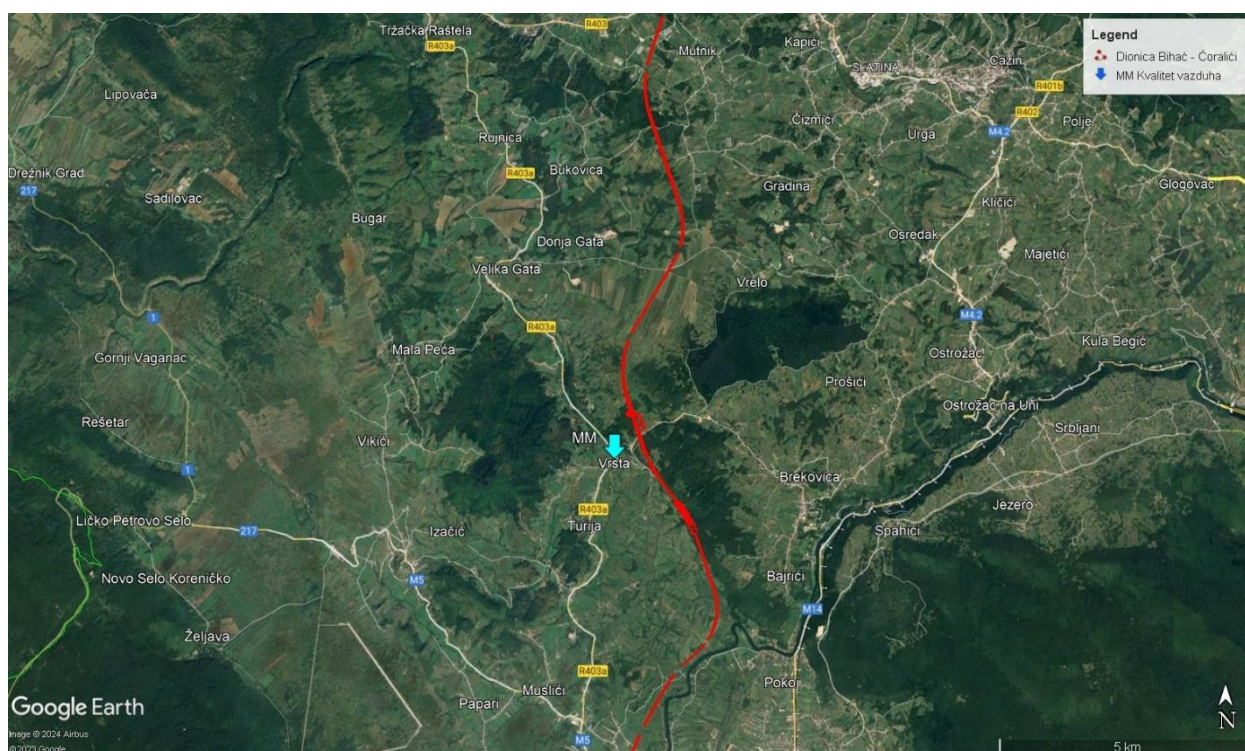 Legend
Dionica Bihać - Ćoralići
MM Kvalitet vazduha
Tržačka Raštela
R403a
R403
Mutnik
Kapići
SLATINA
Cazin
R401b
R402
Polje
Lipovača
M4.2
Čizmići
Urga
Rujnica
Bukovica
R403a
Drežnik Grad
217
Sadilovac
Gradina
Glogovac
Kličići
Bugar
Donja Gata
Osredak
Majetići
Velika Gata
Vrelo
1
R403a
M4.2
Gornji Vaganac
Mala Peća
Ostrožac
Kula Begić
Prošići
Rešetar
Ostrožac na Uni
Vikići
MM
Srbljani
Vrsta
1
Brekovica
Jezero
R403a
Ličko Petrovo Selo
217
Izačić
Turija
Spahići
Novo Selo Koreničko
M5
Bajrići
M14
Željava
R403a
Muslići
Pokoj
Papari
Google Earth
M5
N
Image © 2024 Airbus
©2023 Google
5 km